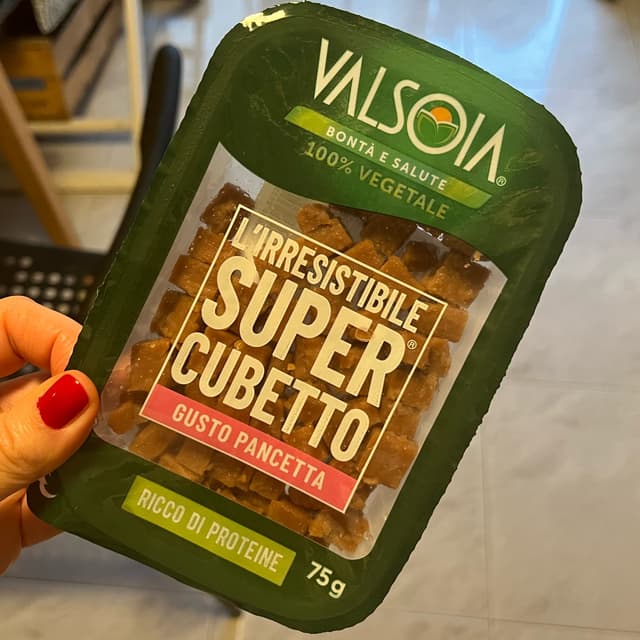 VALSOIA®
BONTÀ E SALUTE
100% VEGETALE
L'IRRESISTIBILE
SUPER®
CUBETTO
GUSTO PANCETTA
RICCO DI PROTEINE
75g